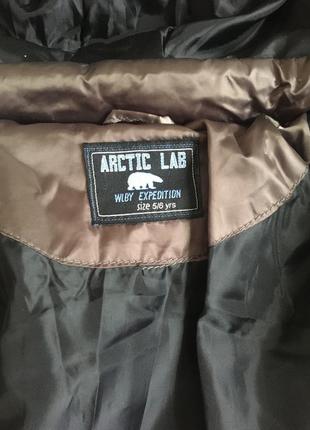 ARCTIC LAB
WLBY EXPEDITION
size 5/6 yrs